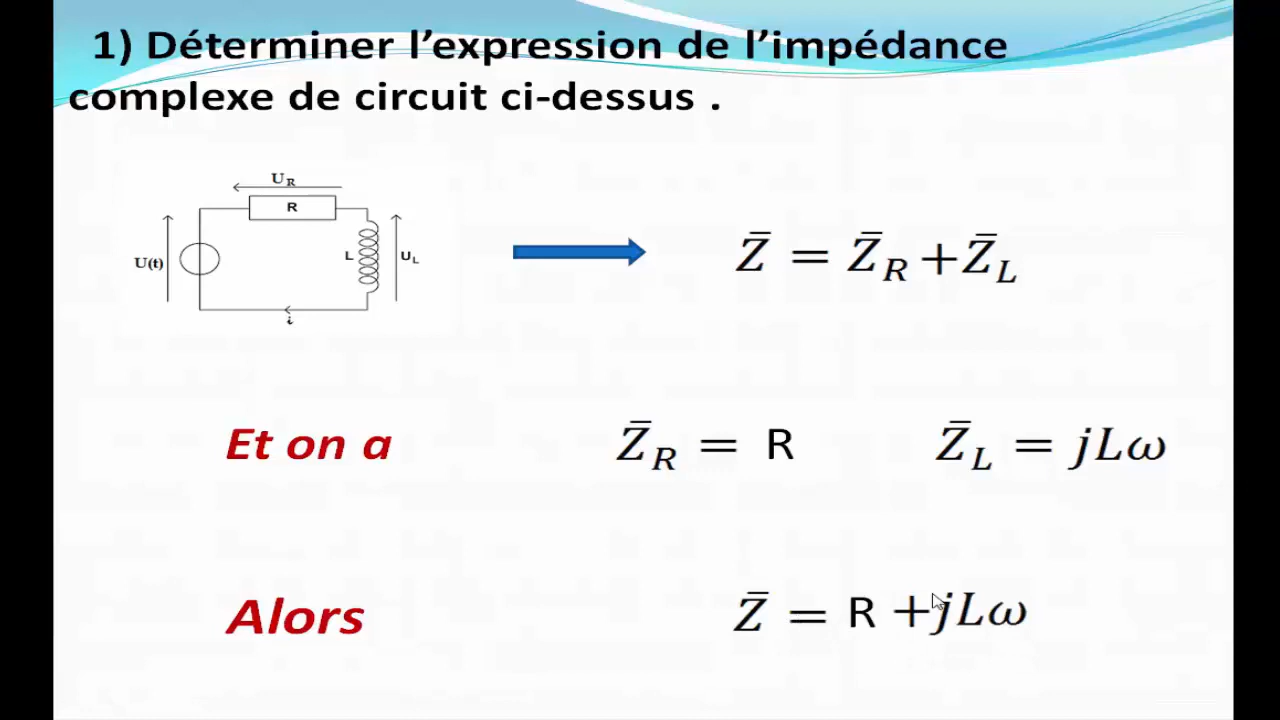 1) Déterminer l’expression de l’impédance
complexe de circuit ci-dessus .
U_R
R
U(t)
L
U_L
i
Z̄ = Z̄_R + Z̄_L
Et on a
Z̄_R = R
Z̄_L = jLω
Alors
Z̄ = R + jLω